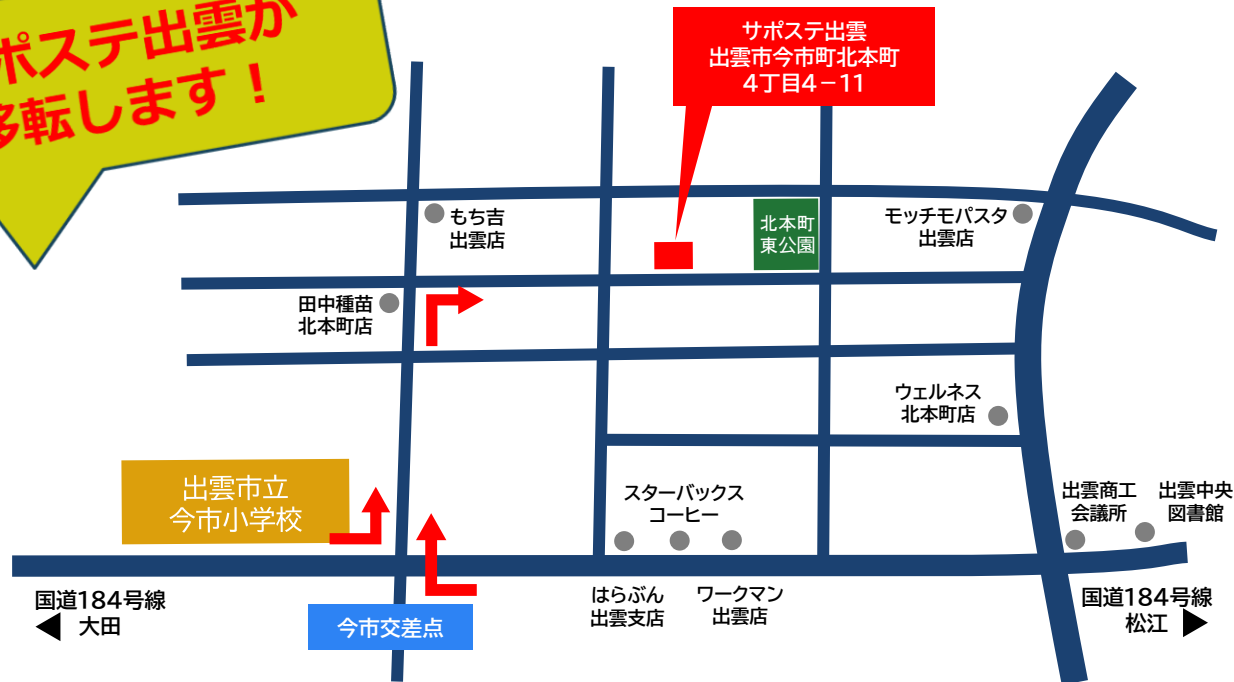 ポステ出雲が
移転します！
サポステ出雲
出雲市今市町北本町
4丁目4－11
もち吉
出雲店
北本町
東公園
モッチモパスタ
出雲店
田中種苗
北本町店
ウェルネス
北本町店
出雲市立
今市小学校
スターバックス
コーヒー
出雲商工
会議所
出雲中央
図書館
国道184号線
大田
今市交差点
はらぶん
出雲支店
ワークマン
出雲店
国道184号線
松江